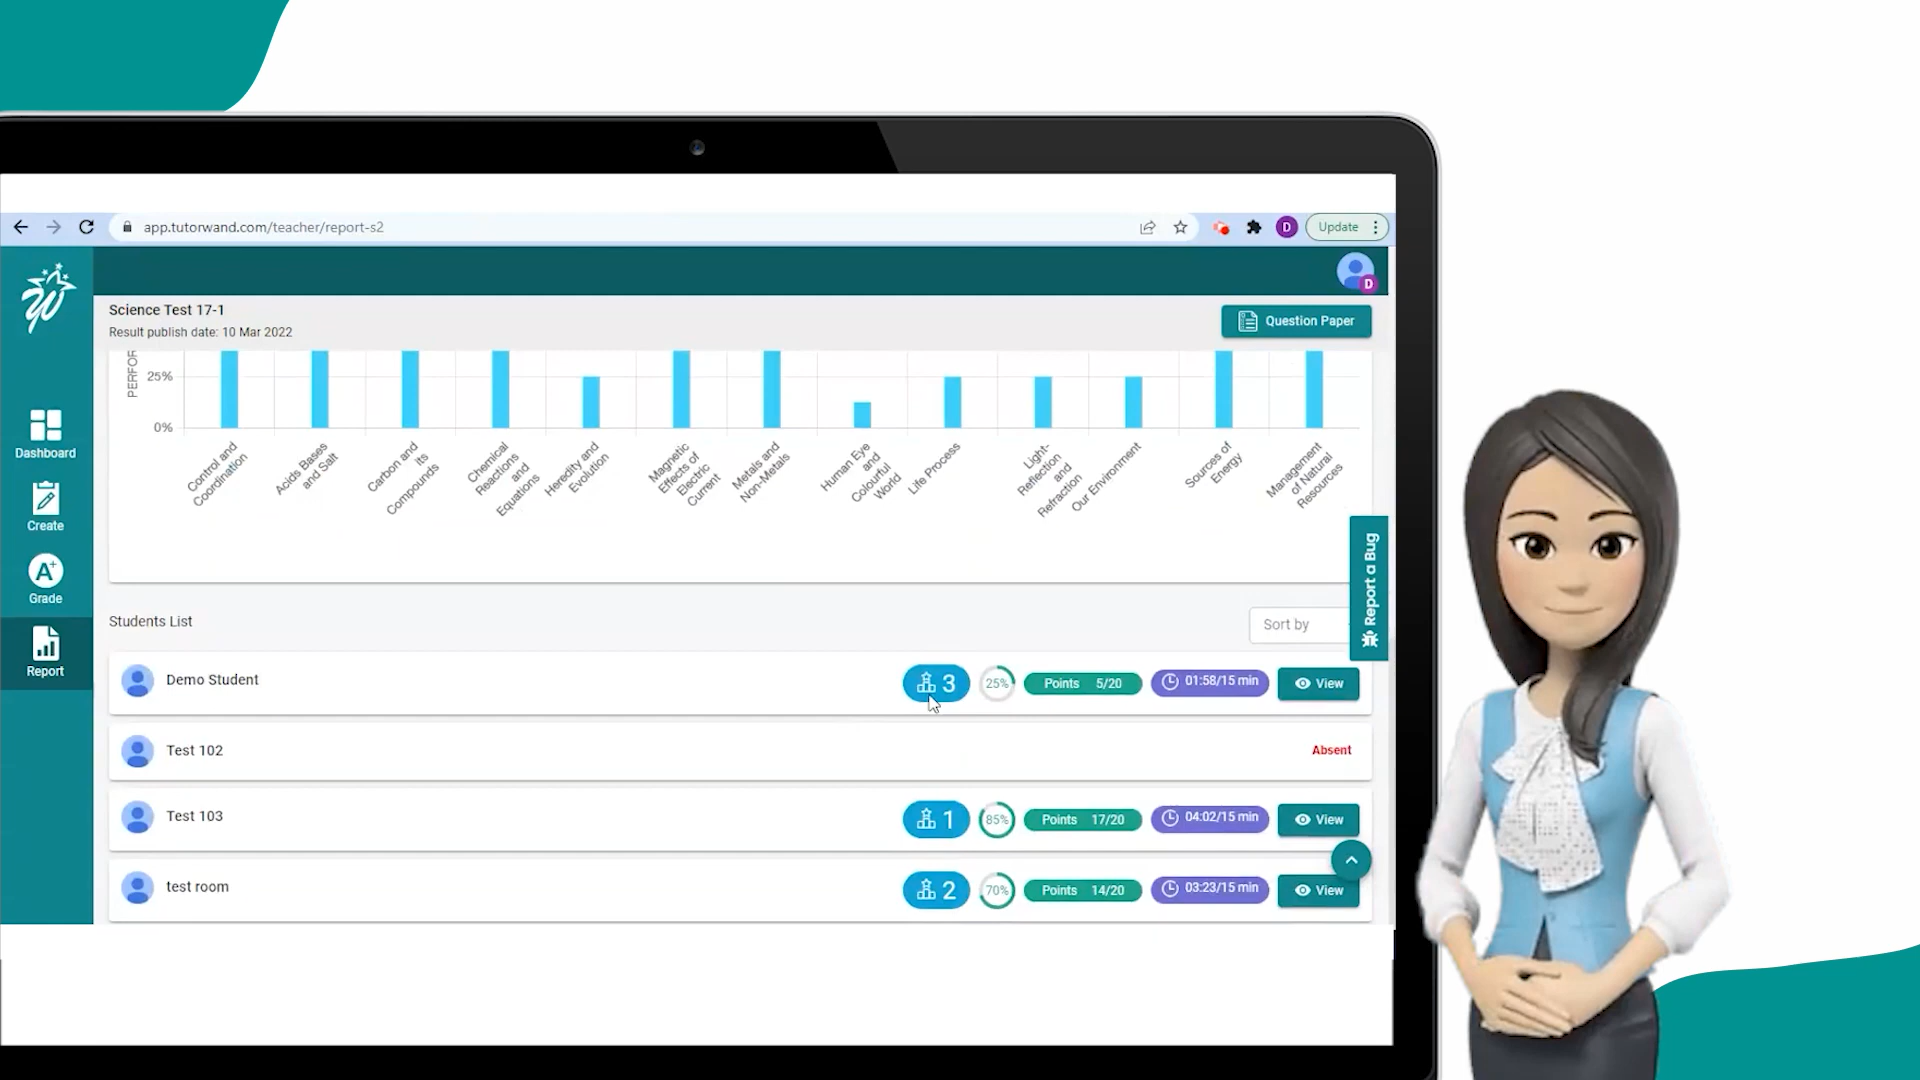 app.tutorwand.com/teacher/report-s2
D
Update
D
Science Test 17-1
Result publish date: 10 Mar 2022
Question Paper
25%
0%
Control and
Coordination
Acids Bases
and Salt
Carbon and
its
Compounds
Chemical
Reactions
and
Equations
Heredity and
Evolution
Magnetic
Effects of
Electric
Current
Metals and
Non-Metals
Human Eye
and
Colourful
World
Life Process
Light-
Reflection
and
Refraction
Our Environment
Sources of
Energy
Management
of Natural
Resources
Dashboard
Create
A+
Grade
Report
Report a Bug
Students List
Sort by
Demo Student
3
25%
Points 5/20
01:58/15 min
View
Test 102
Absent
Test 103
1
85%
Points 17/20
04:02/15 min
View
test room
2
70%
Points 14/20
03:23/15 min
View